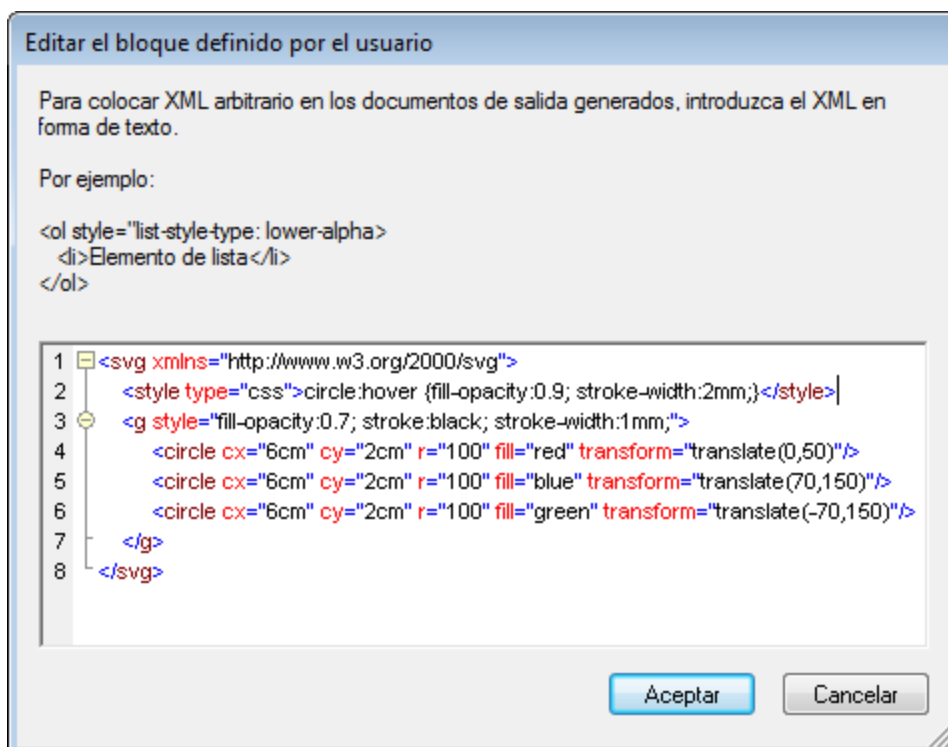 Editar el bloque definido por el usuario
Para colocar XML arbitrario en los documentos de salida generados, introduzca el XML en
forma de texto.
Por ejemplo:
<ol style="list-style-type: lower-alpha>
<li>Elemento de lista</li>
</ol>
1 <svg xmlns="http://www.w3.org/2000/svg">
2 <style type="css">circle:hover {fill-opacity:0.9; stroke-width:2mm;}</style>
3 <g style="fill-opacity:0.7; stroke:black; stroke-width:1mm;">
4 <circle cx="6cm" cy="2cm" r="100" fill="red" transform="translate(0,50)"/>
5 <circle cx="6cm" cy="2cm" r="100" fill="blue" transform="translate(70,150)"/>
6 <circle cx="6cm" cy="2cm" r="100" fill="green" transform="translate(-70,150)"/>
7 </g>
8 </svg>
Aceptar Cancelar